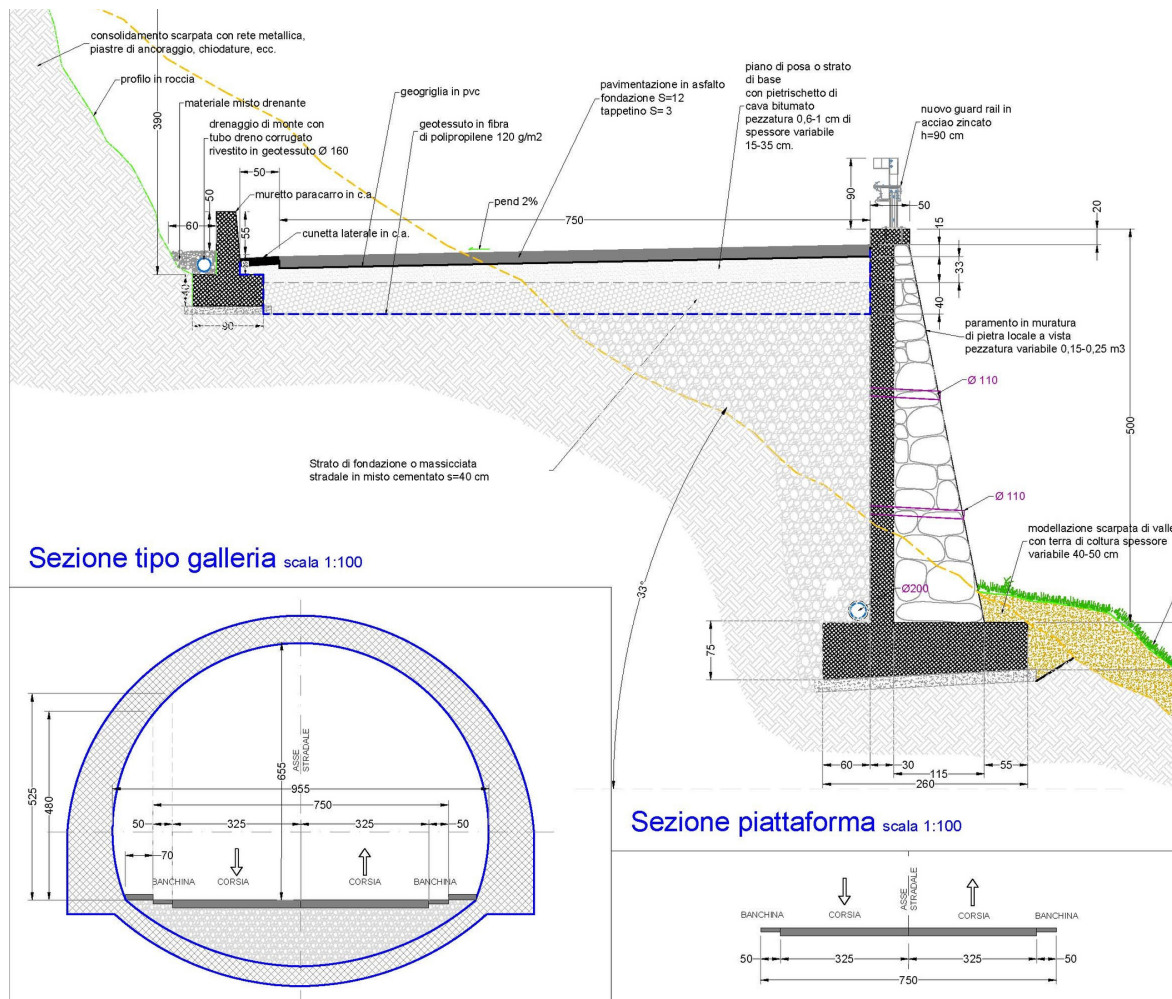 consolidamento scarpata con rete metallica,
piastre di ancoraggio, chiodature, ecc.
profilo in roccia
materiale misto drenante
drenaggio di monte con
tubo dreno corrugato
rivestito in geotessuto Ø 160
geogriglia in pvc
geotessuto in fibra
di polipropilene 120 g/m2
pavimentazione in asfalto
fondazione S=12
tappetino S= 3
piano di posa o strato
di base
con pietrischetto di
cava bitumato
pezzatura 0,6-1 cm di
spessore variabile
15-35 cm.
nuovo guard rail in
acciao zincato
h=90 cm
390
50
50
muretto paracarro in c.a.
60
55
cunetta laterale in c.a.
40
pend 2%
750
90
50
15
20
33
40
paramento in muratura
di pietra locale a vista
pezzatura variabile 0,15-0,25 m3
Ø 110
500
Strato di fondazione o massicciata
stradale in misto cementato s=40 cm
Ø 110
modellazione scarpata di valle
con terra di coltura spessore
variabile 40-50 cm
33°
Ø200
75
60
30
115
55
260
Sezione tipo galleria scala 1:100
525
480
655
ASSE
STRADALE
955
750
50
325
325
50
70
BANCHINA
CORSIA
CORSIA
BANCHINA
Sezione piattaforma scala 1:100
ASSE
STRADALE
BANCHINA
CORSIA
CORSIA
BANCHINA
50
325
325
50
750